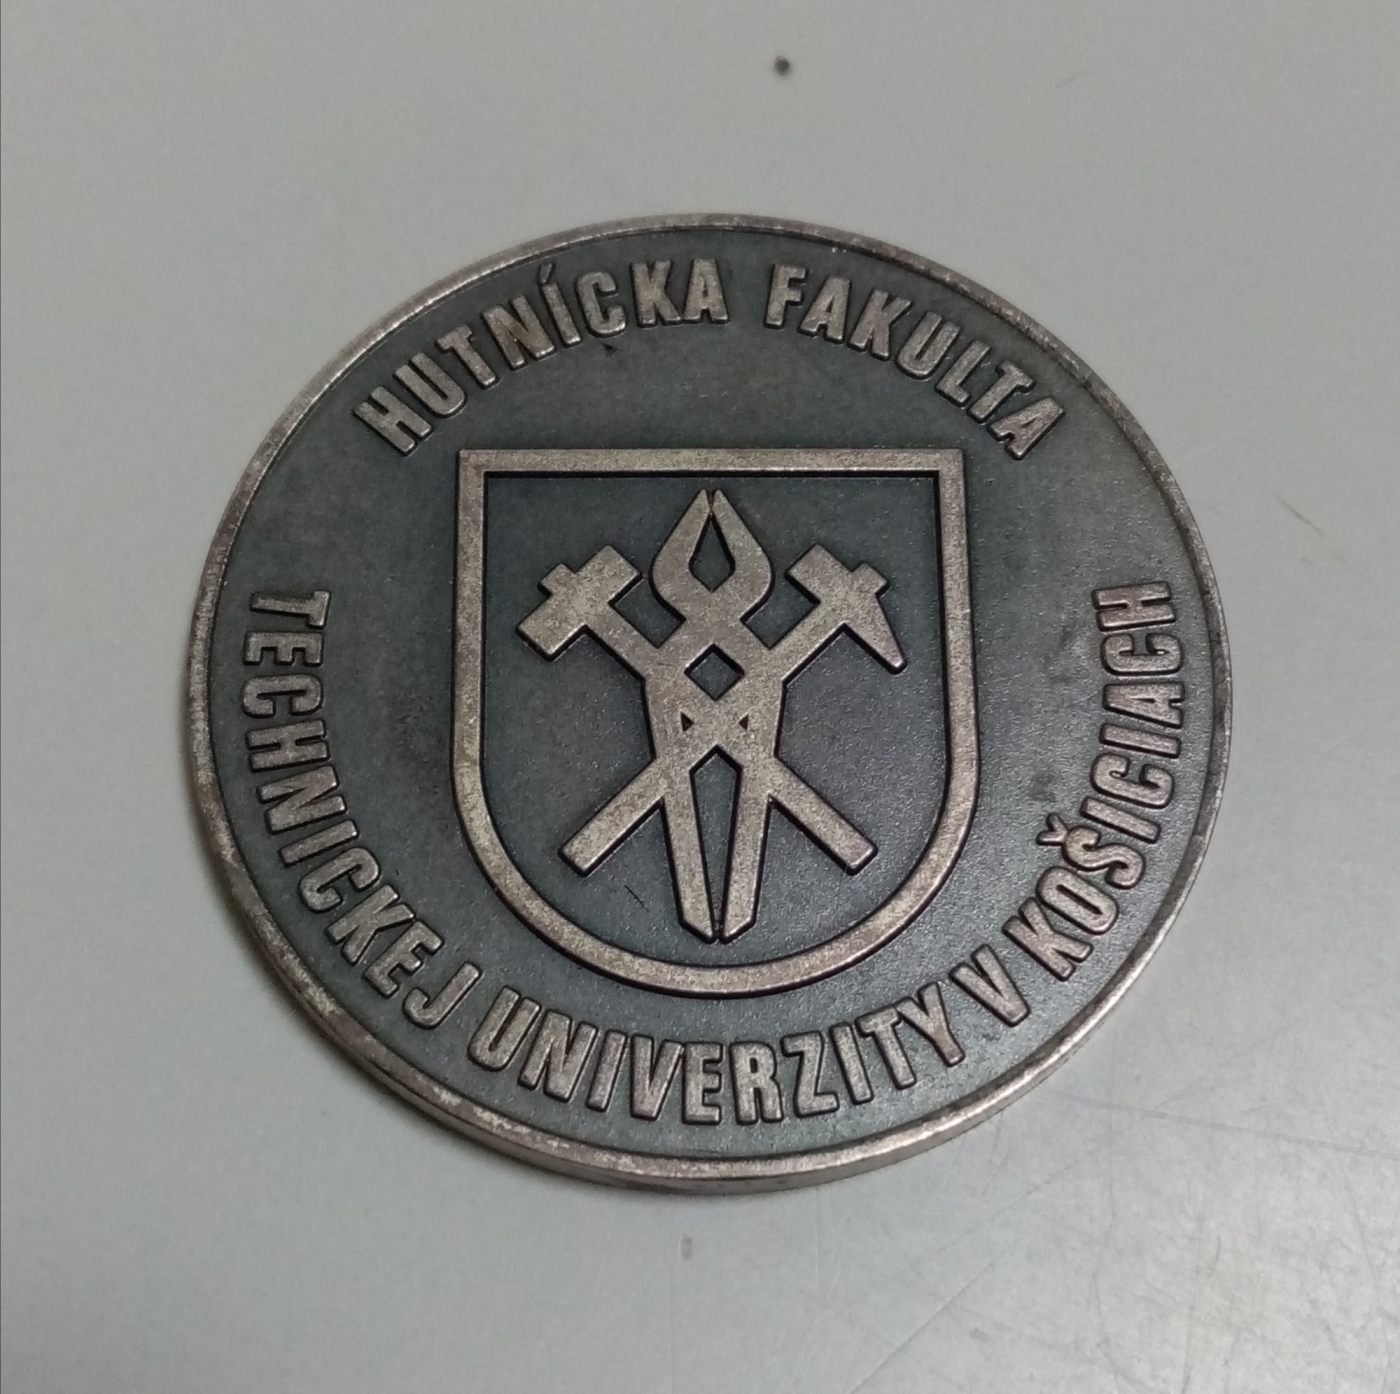 HUTNÍCKA FAKULTA
TECHNICKEJ UNIVERZITY V KOŠICIACH